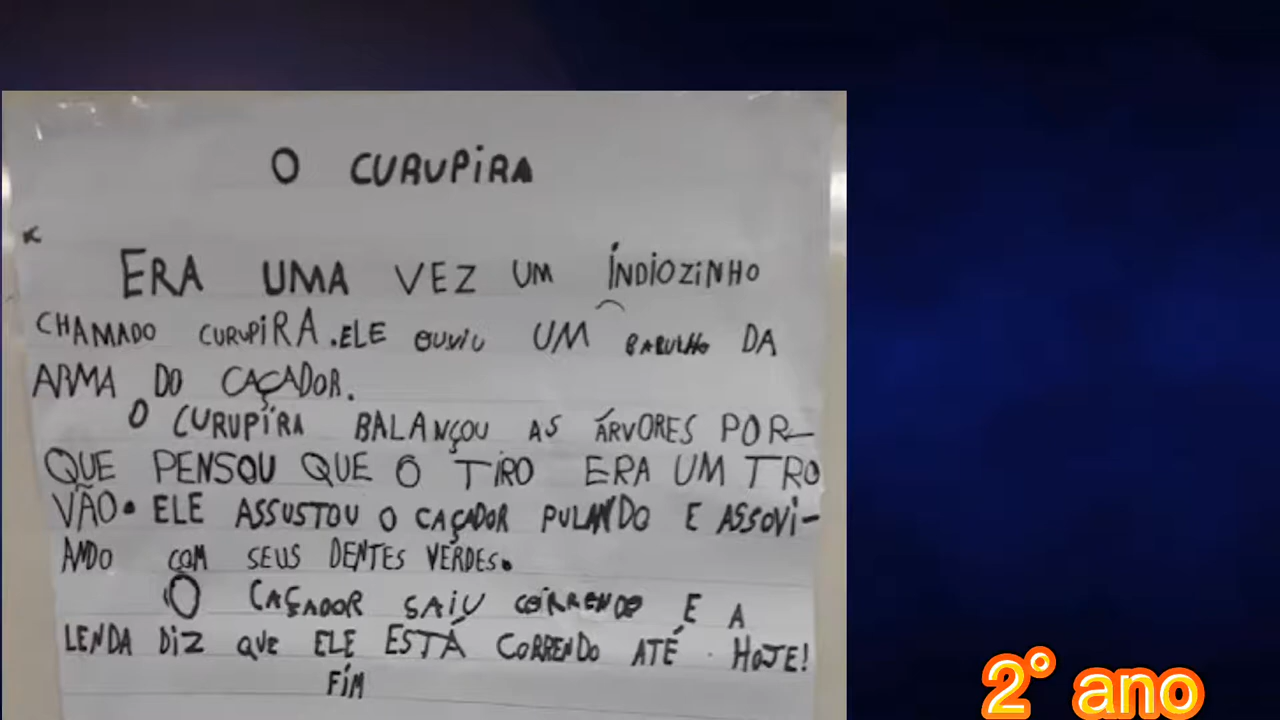 O CURUPIRA
ERA UMA VEZ UM ÍNDIOZINHO
CHAMADO CURUPIRA. ELE OUVIU UM BARULHO DA
ARMA DO CAÇADOR.
O CURUPIRA BALANÇOU AS ÁRVORES POR-
QUE PENSOU QUE O TIRO ERA UM TRO
VÃO. ELE ASSUSTOU O CAÇADOR PULANDO E ASSOVI-
ANDO COM SEUS DENTES VERDES.
O CAÇADOR SAIU CORRENDO E A
LENDA DIZ QUE ELE ESTÁ CORRENDO ATÉ HOJE!
FIM
2° ano